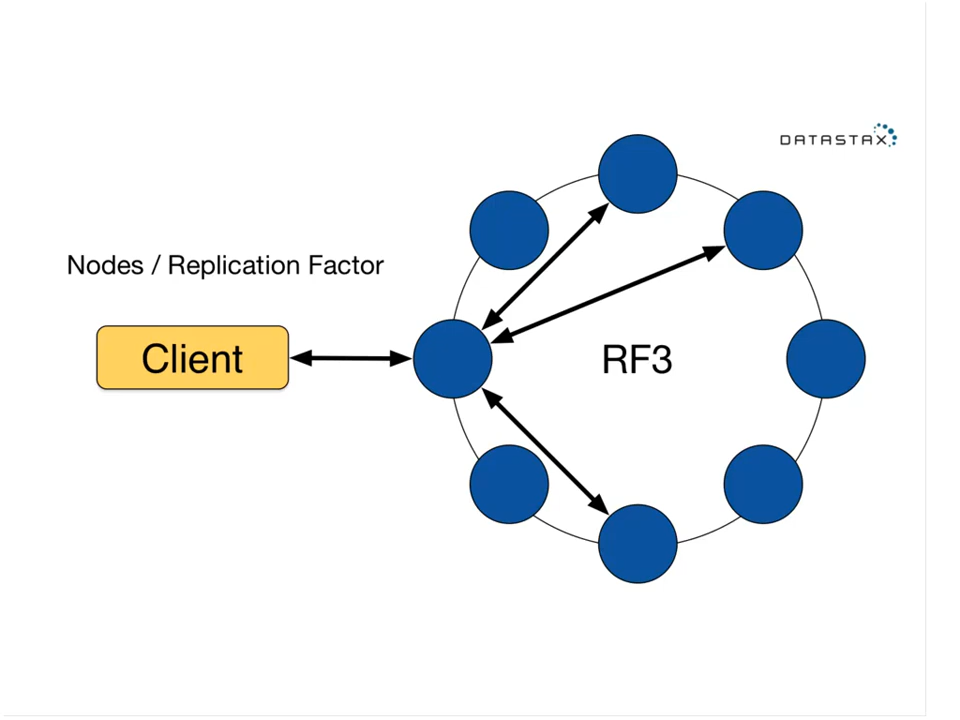 DATASTAX
Nodes / Replication Factor
Client
RF3